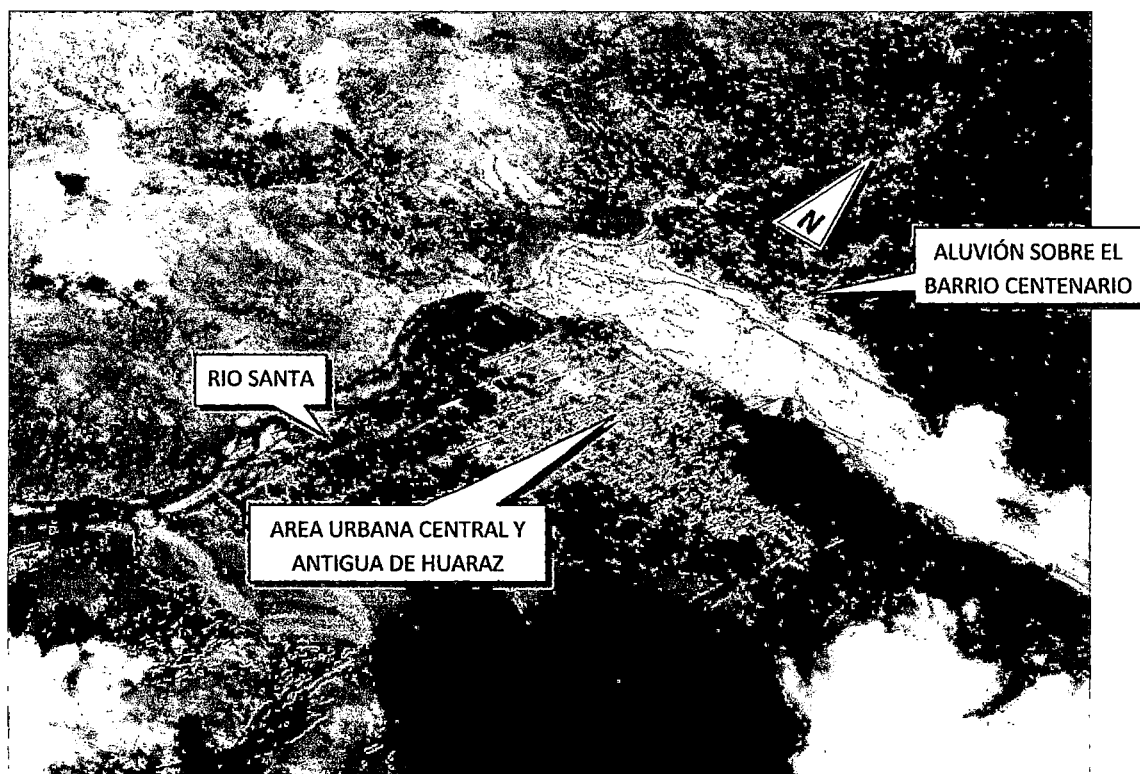 N
ALUVIÓN SOBRE EL
BARRIO CENTENARIO
RIO SANTA
AREA URBANA CENTRAL Y
ANTIGUA DE HUARAZ